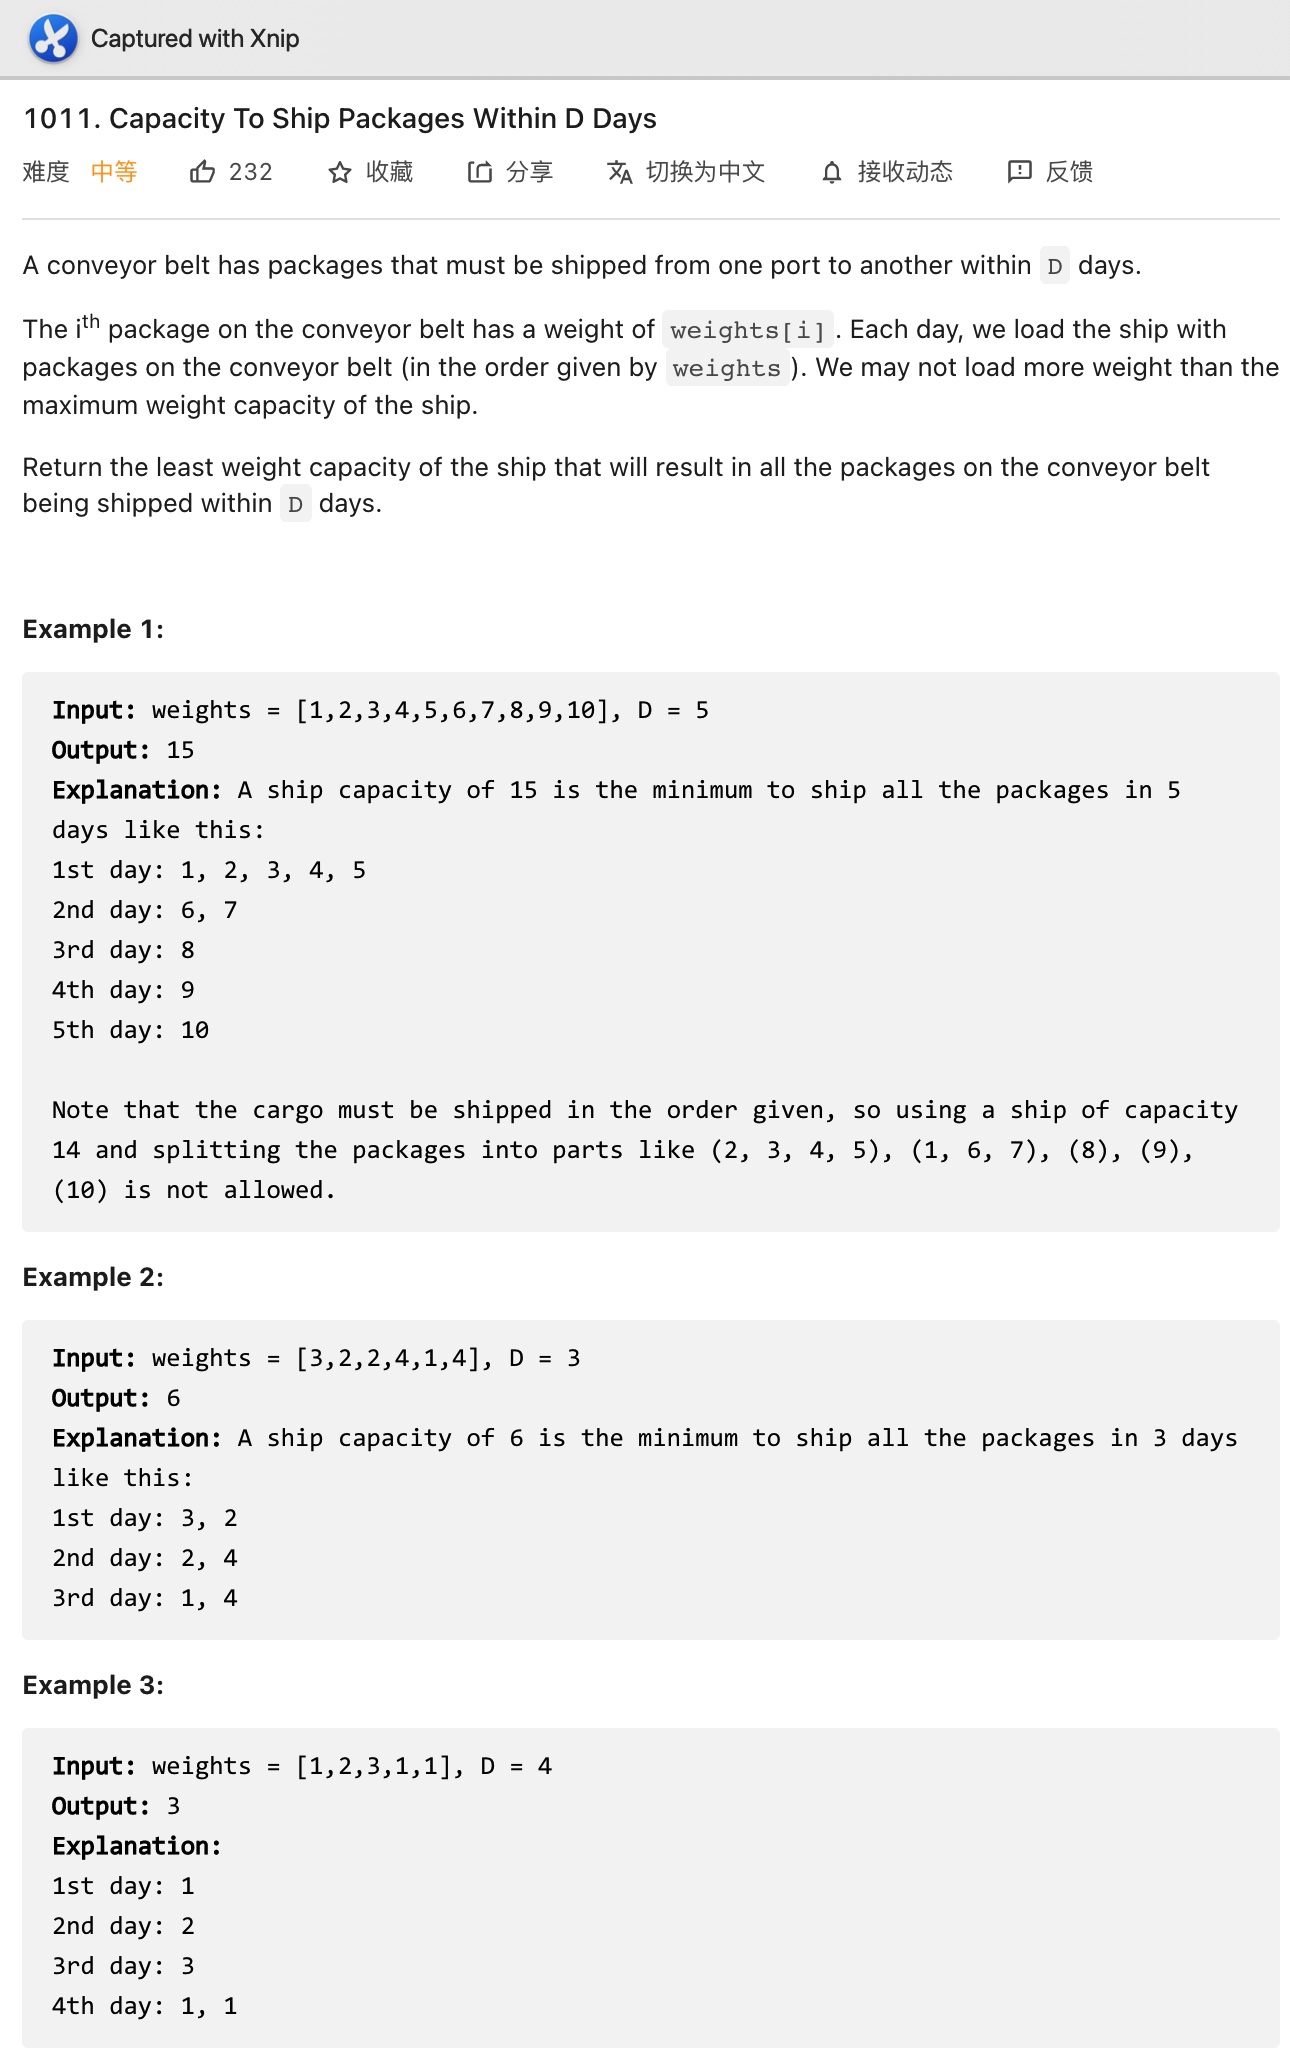 Captured with Xnip
1011. Capacity To Ship Packages Within D Days
难度 中等 232 收藏 分享 切换为中文 接收动态 反馈
A conveyor belt has packages that must be shipped from one port to another within D days.
The ith package on the conveyor belt has a weight of weights[i]. Each day, we load the ship with
packages on the conveyor belt (in the order given by weights). We may not load more weight than the
maximum weight capacity of the ship.
Return the least weight capacity of the ship that will result in all the packages on the conveyor belt
being shipped within D days.
Example 1:
Input: weights = [1,2,3,4,5,6,7,8,9,10], D = 5
Output: 15
Explanation: A ship capacity of 15 is the minimum to ship all the packages in 5
days like this:
1st day: 1, 2, 3, 4, 5
2nd day: 6, 7
3rd day: 8
4th day: 9
5th day: 10
Note that the cargo must be shipped in the order given, so using a ship of capacity
14 and splitting the packages into parts like (2, 3, 4, 5), (1, 6, 7), (8), (9),
(10) is not allowed.
Example 2:
Input: weights = [3,2,2,4,1,4], D = 3
Output: 6
Explanation: A ship capacity of 6 is the minimum to ship all the packages in 3 days
like this:
1st day: 3, 2
2nd day: 2, 4
3rd day: 1, 4
Example 3:
Input: weights = [1,2,3,1,1], D = 4
Output: 3
Explanation:
1st day: 1
2nd day: 2
3rd day: 3
4th day: 1, 1